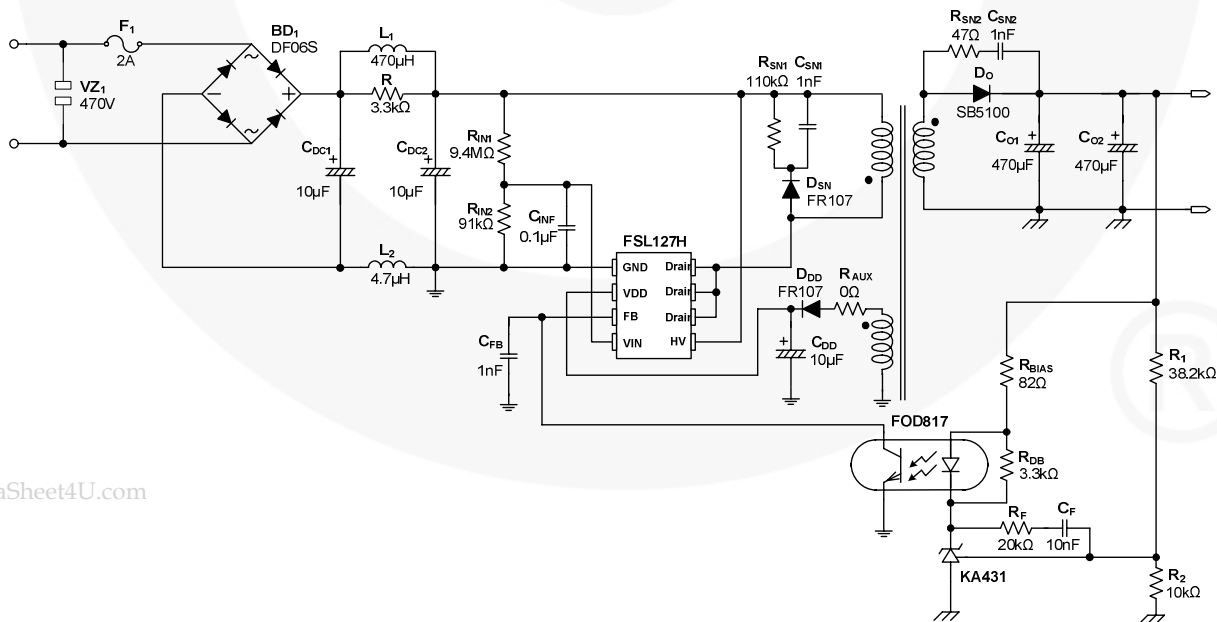 F1
2A
VZ1
470V
BD1
DF06S
L1
470µH
R
3.3kΩ
CDC1
+
10µF
CDC2
+
10µF
L2
4.7µH
RIN1
9.4MΩ
RIN2
91kΩ
CINF
0.1µF
RSN1
110kΩ
CSN1
1nF
DSN
FR107
FSL127H
GND
VDD
FB
VIN
Drain
Drain
Drain
HV
CFB
1nF
DDD
FR107
RAUX
0Ω
+
CDD
10µF
RSN2
47Ω
CSN2
1nF
DO
SB5100
CO1
+
470µF
CO2
+
470µF
RBIAS
82Ω
R1
38.2kΩ
FOD817
RDB
3.3kΩ
RF
20kΩ
CF
10nF
KA431
R2
10kΩ
®
aSheet4U.com